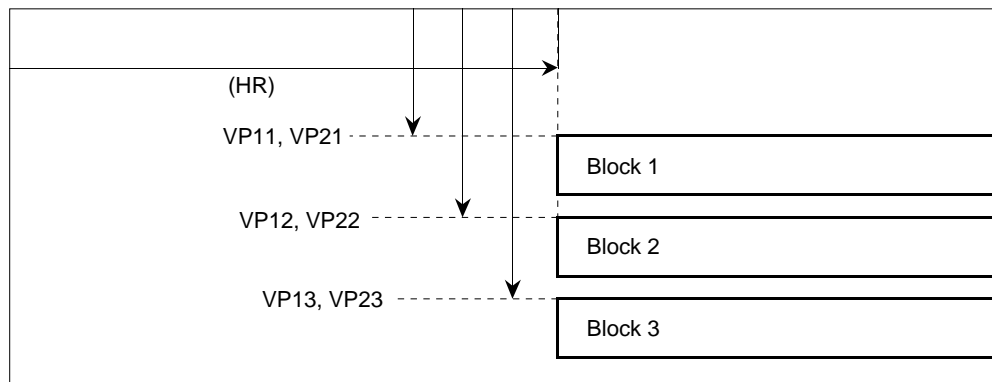 (HR)
VP11, VP21
Block 1
VP12, VP22
Block 2
VP13, VP23
Block 3